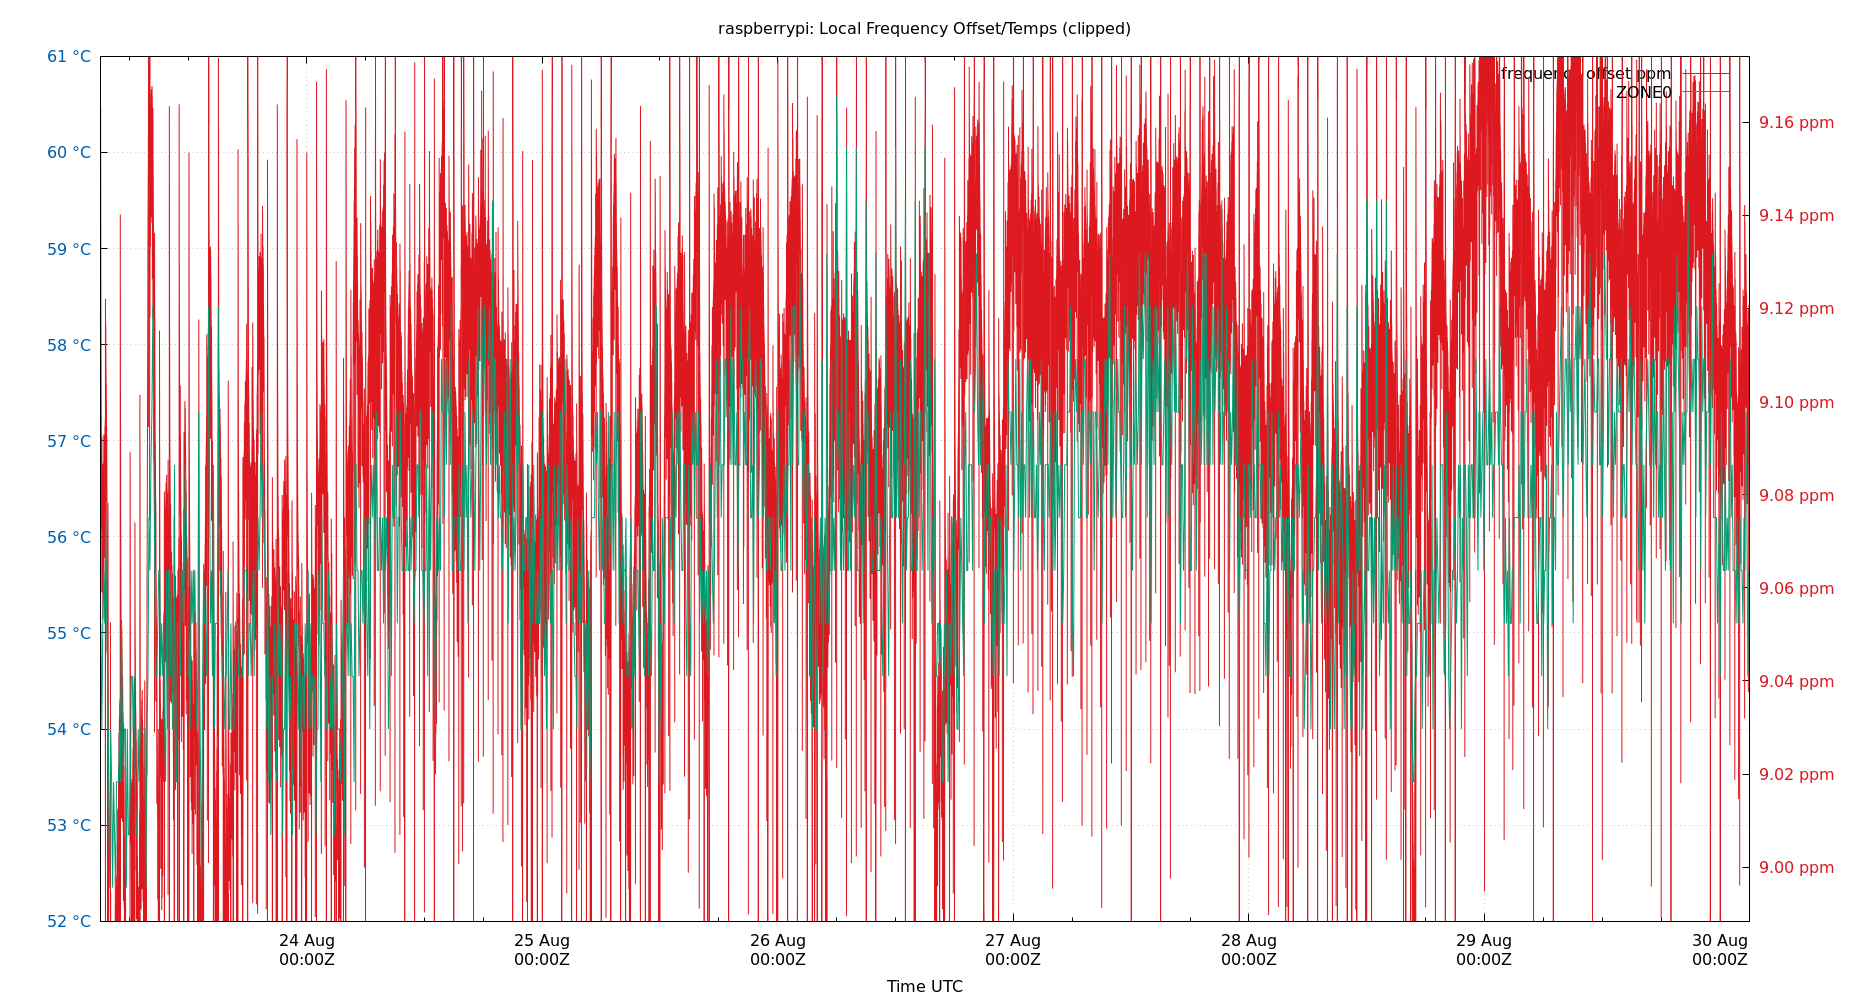 raspberrypi: Local Frequency Offset/Temps (clipped)
61 °C
60 °C
59 °C
58 °C
57 °C
56 °C
55 °C
54 °C
53 °C
52 °C
frequency offset ppm
ZONE0
9.16 ppm
9.14 ppm
9.12 ppm
9.10 ppm
9.08 ppm
9.06 ppm
9.04 ppm
9.02 ppm
9.00 ppm
24 Aug
00:00Z
25 Aug
00:00Z
26 Aug
00:00Z
27 Aug
00:00Z
28 Aug
00:00Z
29 Aug
00:00Z
30 Aug
00:00Z
Time UTC